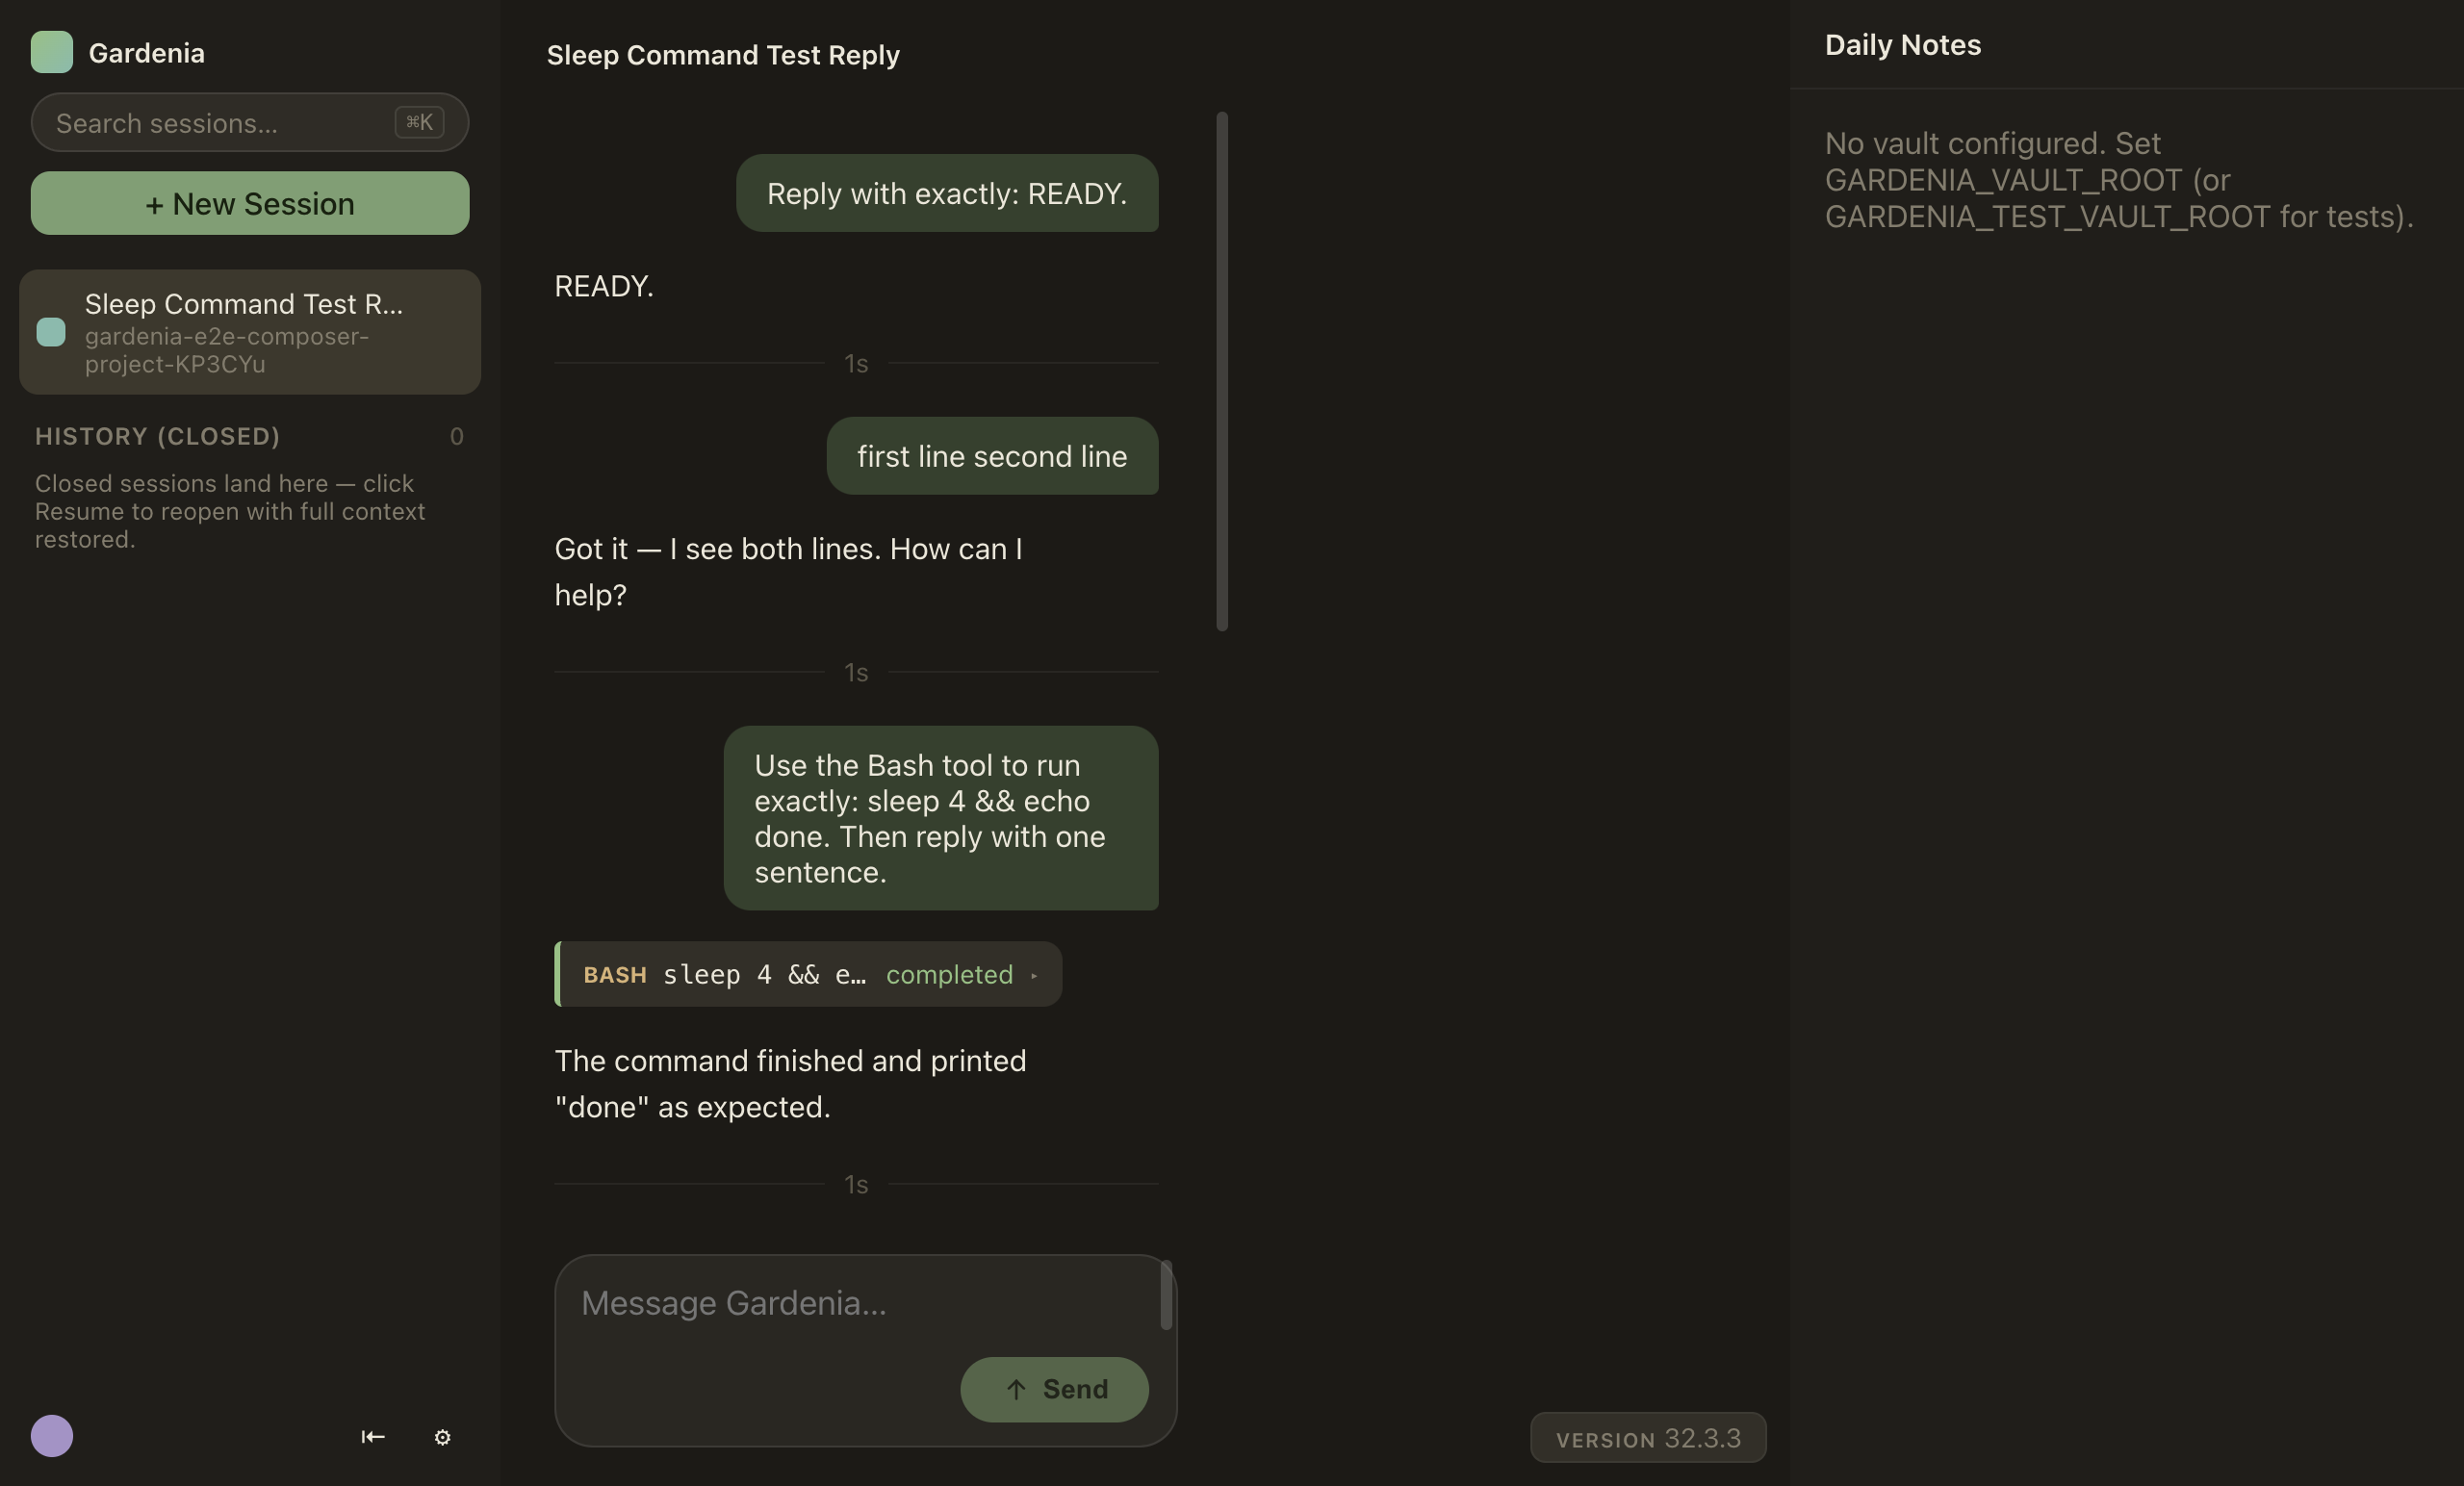 Gardenia
Search sessions...
⌘K
+ New Session
Sleep Command Test R...
gardenia-e2e-composer-
project-KP3CYu
HISTORY (CLOSED)
0
Closed sessions land here — click
Resume to reopen with full context
restored.
Sleep Command Test Reply
Reply with exactly: READY.
READY.
1s
first line second line
Got it — I see both lines. How can I
help?
1s
Use the Bash tool to run
exactly: sleep 4 && echo
done. Then reply with one
sentence.
BASH sleep 4 && e… completed
The command finished and printed
"done" as expected.
1s
Message Gardenia...
↑ Send
VERSION 32.3.3
Daily Notes
No vault configured. Set
GARDENIA_VAULT_ROOT (or
GARDENIA_TEST_VAULT_ROOT for tests).